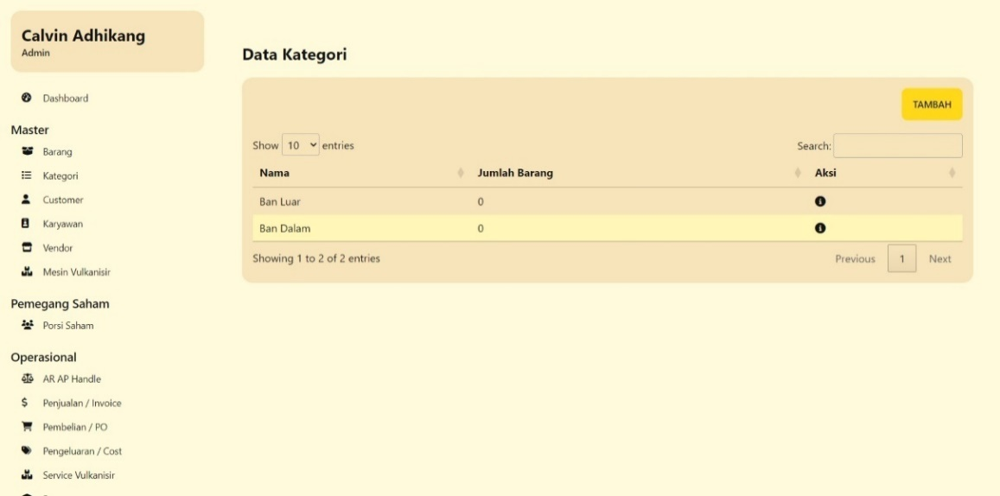 Calvin Adhikang
Admin
Dashboard
Master
Barang
Kategori
Customer
Karyawan
Vendor
Mesin Vulkanisir
Pemegang Saham
Porsi Saham
Operasional
AR AP Handle
Penjualan / Invoice
Pembelian / PO
Pengeluaran / Cost
Service Vulkanisir
Data Kategori
TAMBAH
Show 10 entries Search:
Nama Jumlah Barang Aksi
Ban Luar 0
Ban Dalam 0
Showing 1 to 2 of 2 entries Previous 1 Next